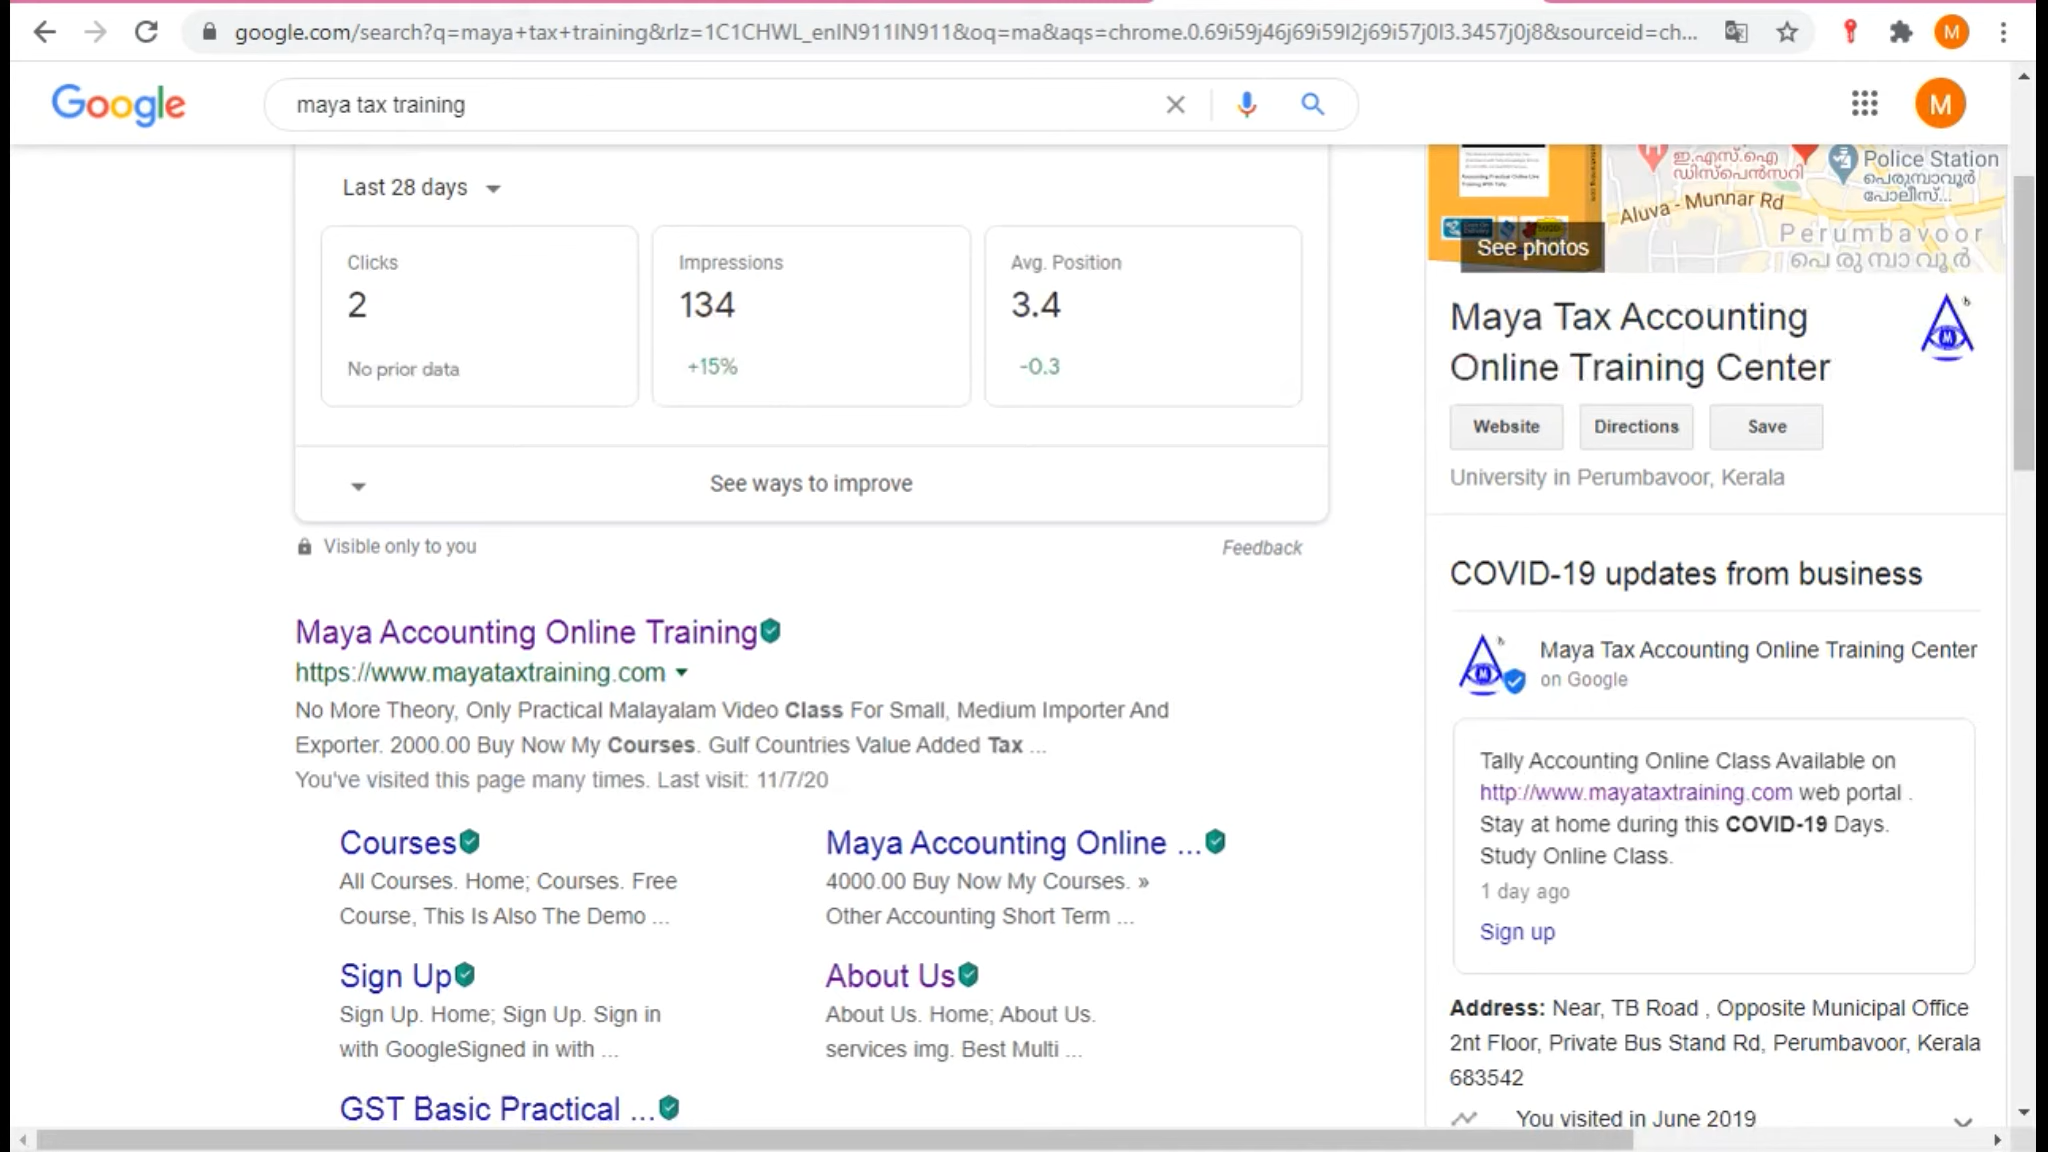 google.com/search?q=maya+tax+training&rlz=1C1CHWL_enIN911IN911&oq=ma&aqs=chrome.0.69i59j46j69i59l2j69i57j0l3.3457j0j8&sourceid=ch...
M
Google
maya tax training
M
Last 28 days
Clicks
2
No prior data
Impressions
134
+15%
Avg. Position
3.4
-0.3
See ways to improve
Visible only to you
Feedback
Maya Accounting Online Training
https://www.mayataxtraining.com
No More Theory, Only Practical Malayalam Video Class For Small, Medium Importer And
Exporter. 2000.00 Buy Now My Courses. Gulf Countries Value Added Tax ...
You've visited this page many times. Last visit: 11/7/20
Courses
All Courses. Home; Courses. Free
Course, This Is Also The Demo ...
Maya Accounting Online ...
4000.00 Buy Now My Courses. »
Other Accounting Short Term ...
Sign Up
Sign Up. Home; Sign Up. Sign in
with GoogleSigned in with ...
About Us
About Us. Home; About Us.
services img. Best Multi ...
GST Basic Practical ...
See photos
ഇ.എസ്.ഐ
ഡിസ്പെൻസറി
Police Station
പെരുമ്പാവൂർ
പോലീസ്...
Aluva - Munnar Rd
Perumbavoor
പെരുമ്പാവൂർ
Maya Tax Accounting
Online Training Center
Website
Directions
Save
University in Perumbavoor, Kerala
COVID-19 updates from business
Maya Tax Accounting Online Training Center
on Google
Tally Accounting Online Class Available on
http://www.mayataxtraining.com web portal .
Stay at home during this COVID-19 Days.
Study Online Class.
1 day ago
Sign up
Address: Near, TB Road , Opposite Municipal Office
2nt Floor, Private Bus Stand Rd, Perumbavoor, Kerala
683542
You visited in June 2019